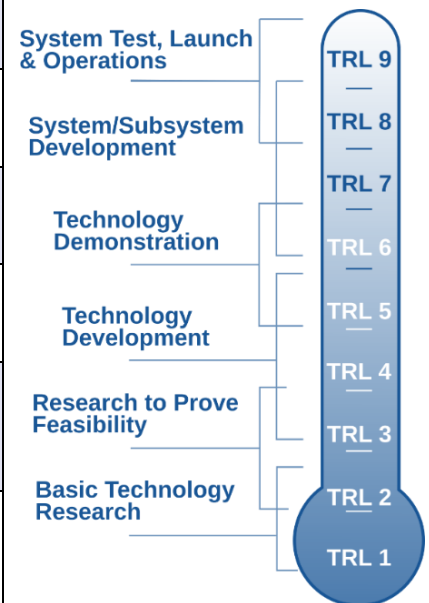 System Test, Launch
& Operations
System/Subsystem
Development
Technology
Demonstration
Technology
Development
Research to Prove
Feasibility
Basic Technology
Research
TRL 9
TRL 8
TRL 7
TRL 6
TRL 5
TRL 4
TRL 3
TRL 2
TRL 1